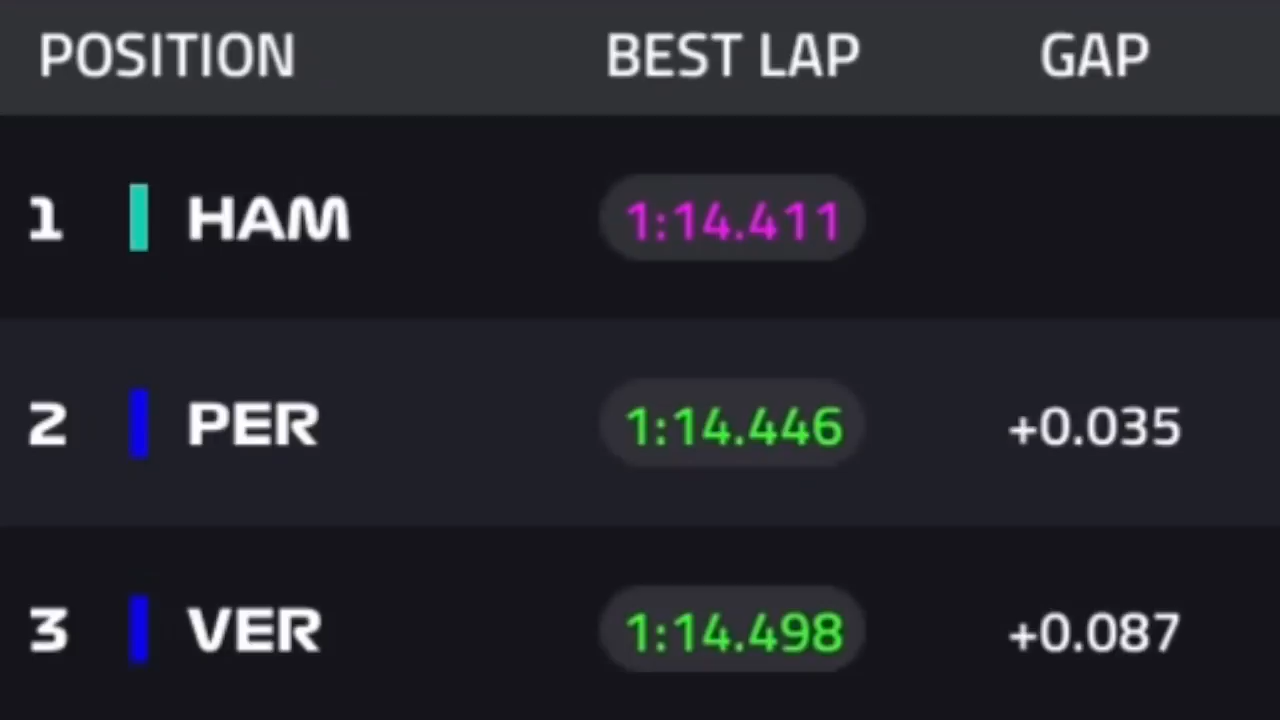 POSITION BEST LAP GAP
1 HAM 1:14.411
2 PER 1:14.446 +0.035
3 VER 1:14.498 +0.087